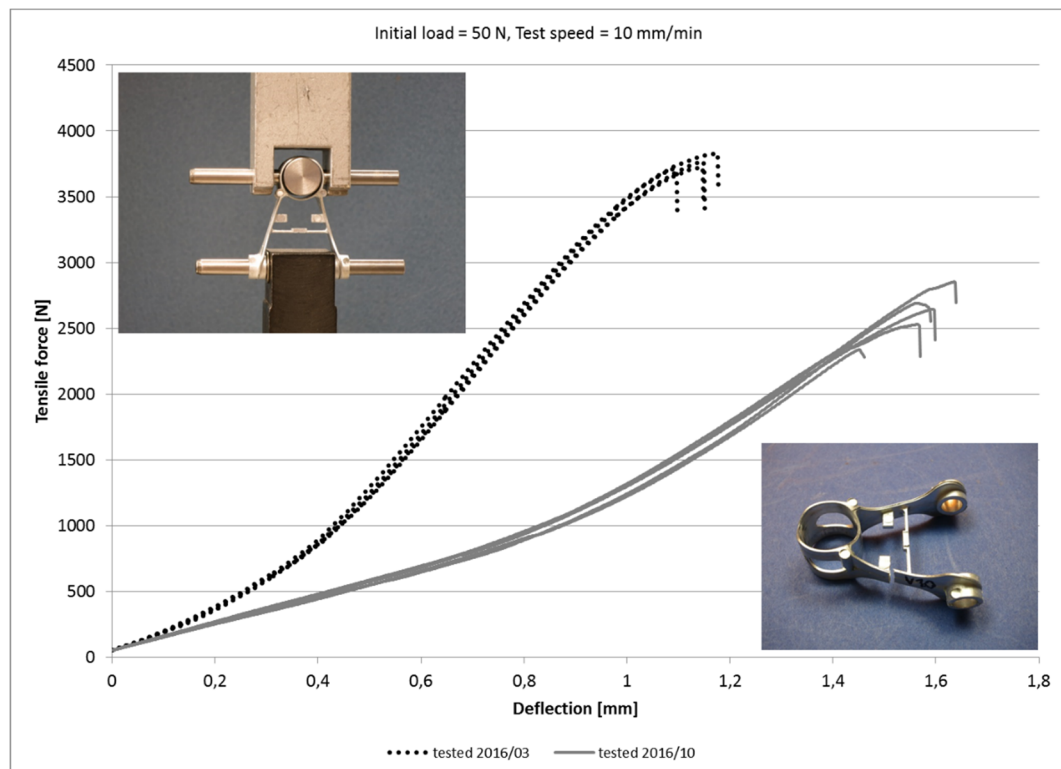 Initial load = 50 N, Test speed = 10 mm/min
4500
4000
3500
3000
2500
2000
1500
1000
500
0
Tensile force [N]
0 0,2 0,4 0,6 0,8 1 1,2 1,4 1,6 1,8
Deflection [mm]
V10
tested 2016/03 tested 2016/10